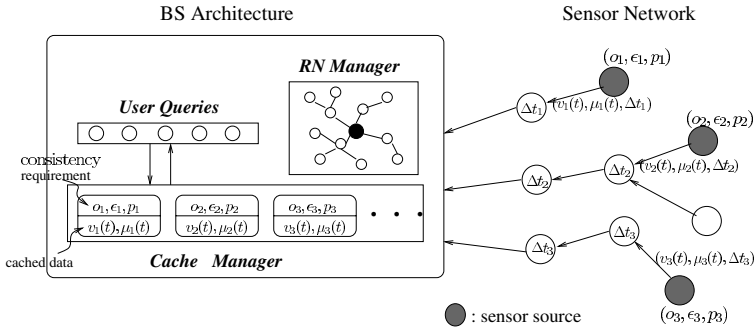 BS Architecture
Sensor Network
RN Manager
User Queries
consistency
requirement
o₁,ϵ₁,p₁
o₂,ϵ₂,p₂
o₃,ϵ₃,p₃
• • •
v₁(t),μ₁(t)
v₂(t),μ₂(t)
v₃(t),μ₃(t)
cached data
Cache Manager
(o₁,ϵ₁,p₁)
(v₁(t),μ₁(t),Δt₁)
Δt₁
(o₂,ϵ₂,p₂)
(v₂(t),μ₂(t),Δt₂)
Δt₂
Δt₂
Δt₃
Δt₃
(v₃(t),μ₃(t),Δt₃)
(o₃,ϵ₃,p₃)
: sensor source